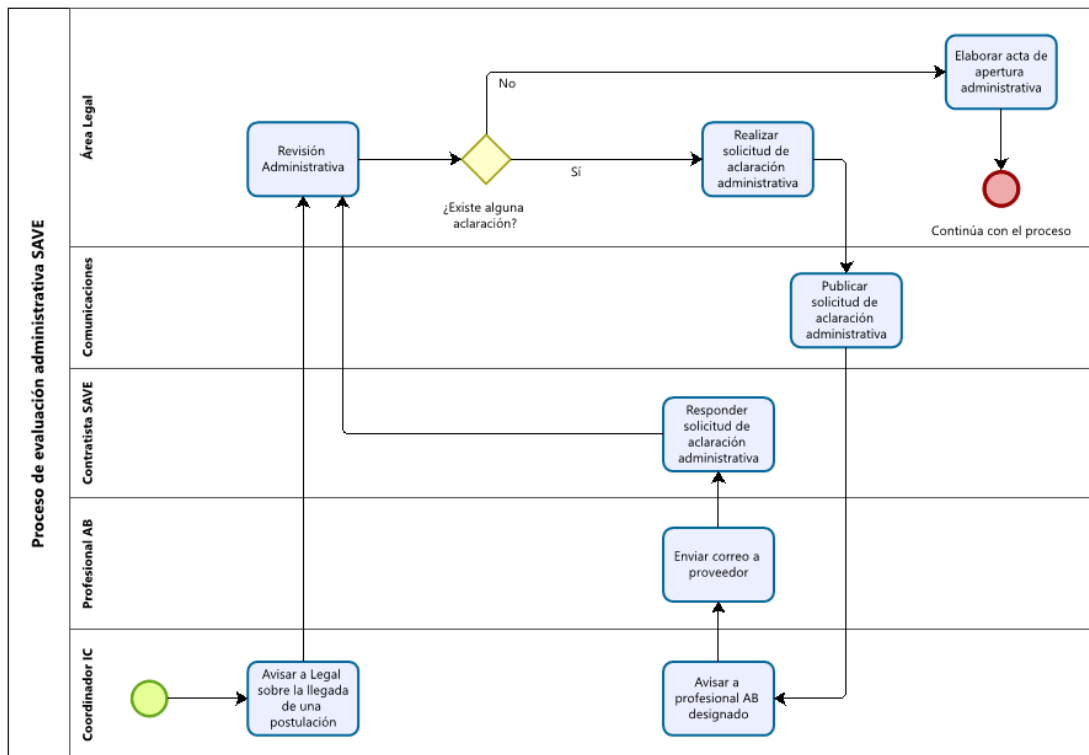 Proceso de evaluación administrativa SAVE
Área Legal
Elaborar acta de
apertura
administrativa
No
Revisión
Administrativa
Realizar
solicitud de
aclaración
administrativa
Sí
¿Existe alguna
aclaración?
Continúa con el proceso
Comunicaciones
Publicar
solicitud de
aclaración
administrativa
Contratista SAVE
Responder
solicitud de
aclaración
administrativa
Profesional AB
Enviar correo a
proveedor
Coordinador IC
Avisar a Legal
sobre la llegada
de una
postulación
Avisar a
profesional AB
designado